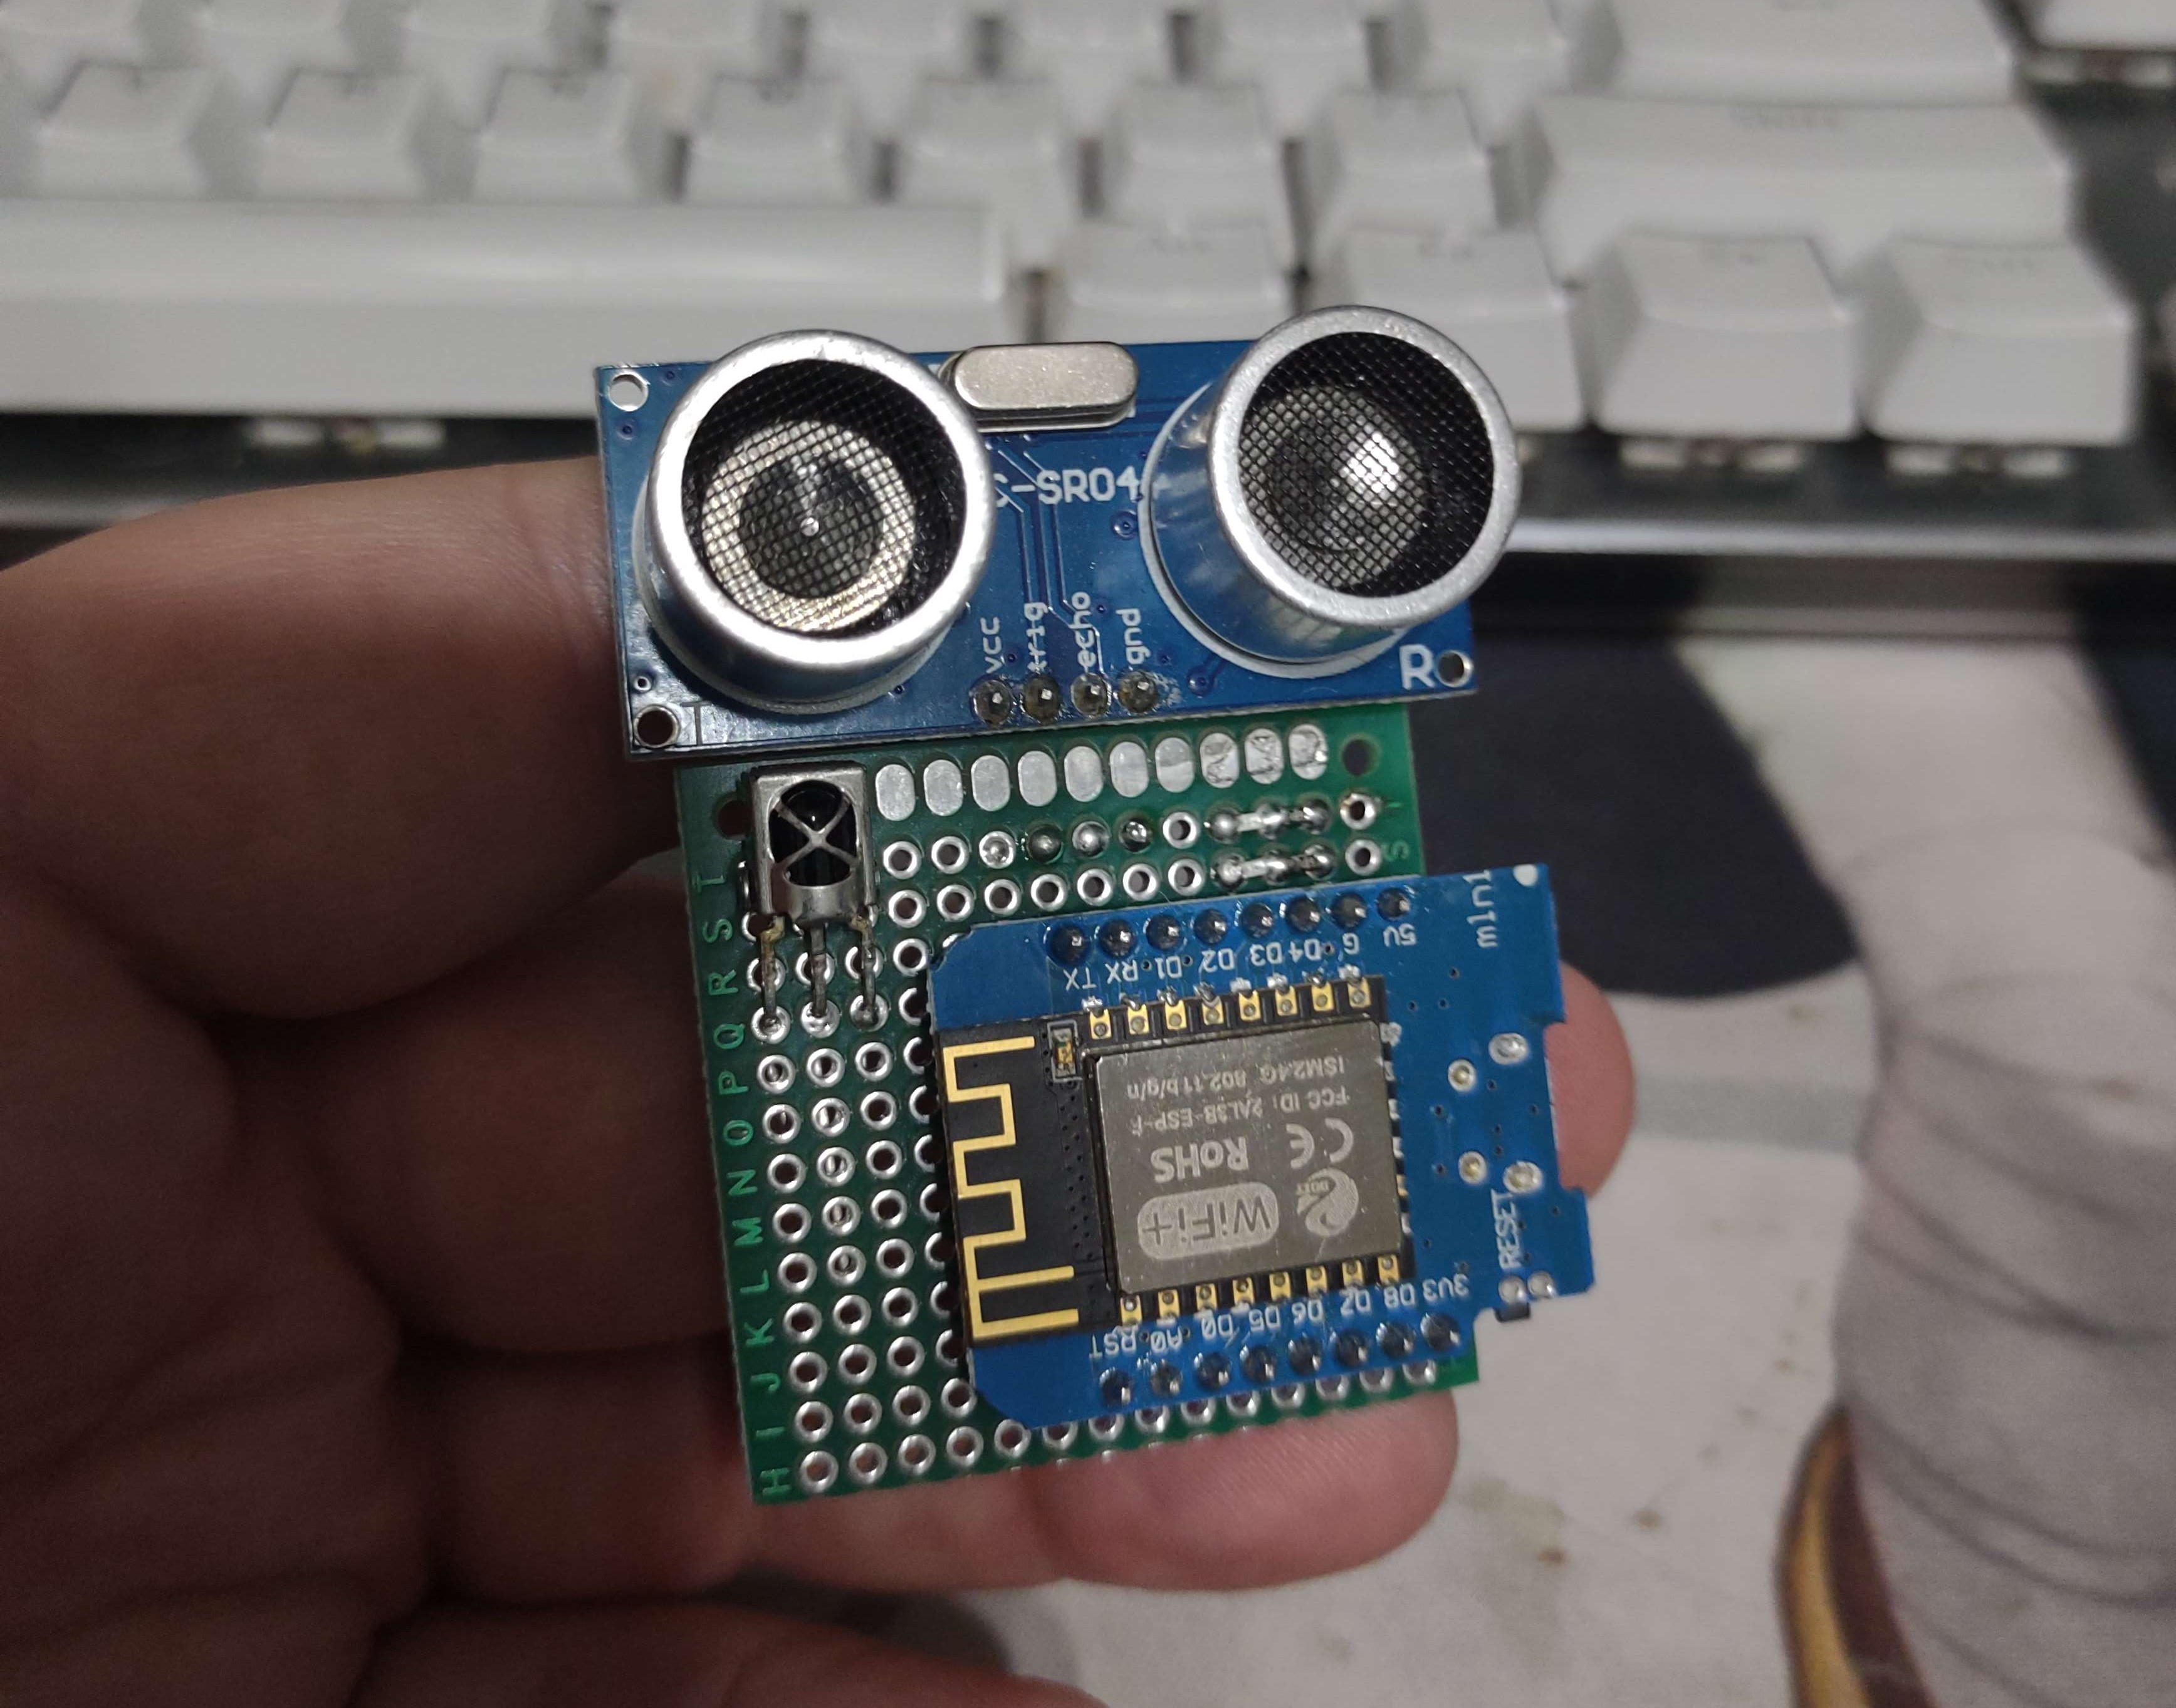 C-SR04
vcc
trig
echo
gnd
T
R
T
S
R
Q
P
O
N
M
L
K
J
I
H
S
mini
5V
G
D4
D3
D2
D1
RX
TX
ISM2.4G 802.11b/g/n
FCC ID: 2AL3B-ESP-F
CE RoHS
DOIT
WiFi+
RESET
3V3
D8
D7
D6
D5
D0
A0
RST